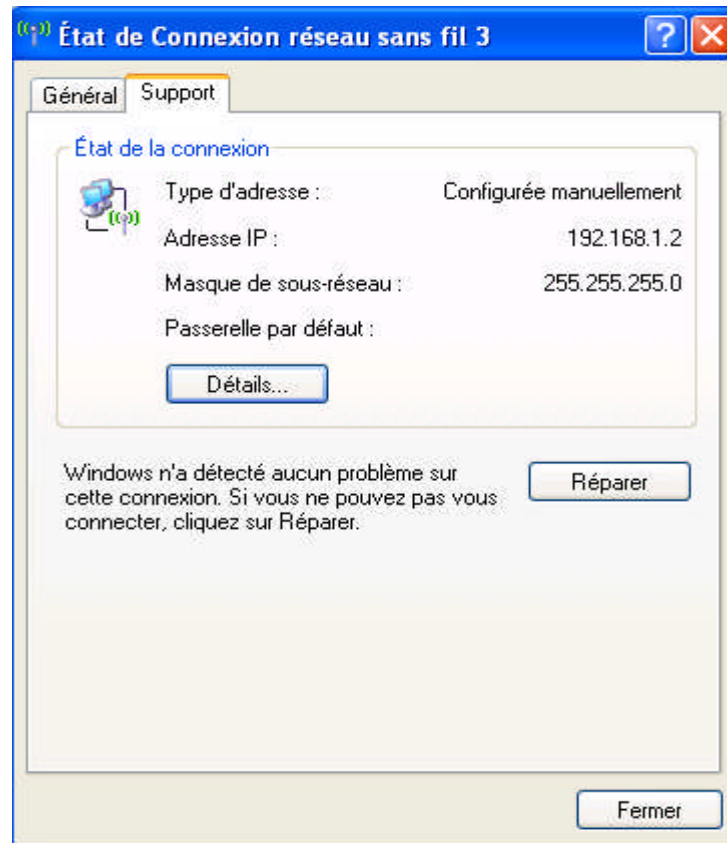 État de Connexion réseau sans fil 3
Général
Support
État de la connexion
Type d'adresse : Configurée manuellement
Adresse IP : 192.168.1.2
Masque de sous-réseau : 255.255.255.0
Passerelle par défaut :
Détails...
Windows n'a détecté aucun problème sur
cette connexion. Si vous ne pouvez pas vous
connecter, cliquez sur Réparer.
Réparer
Fermer